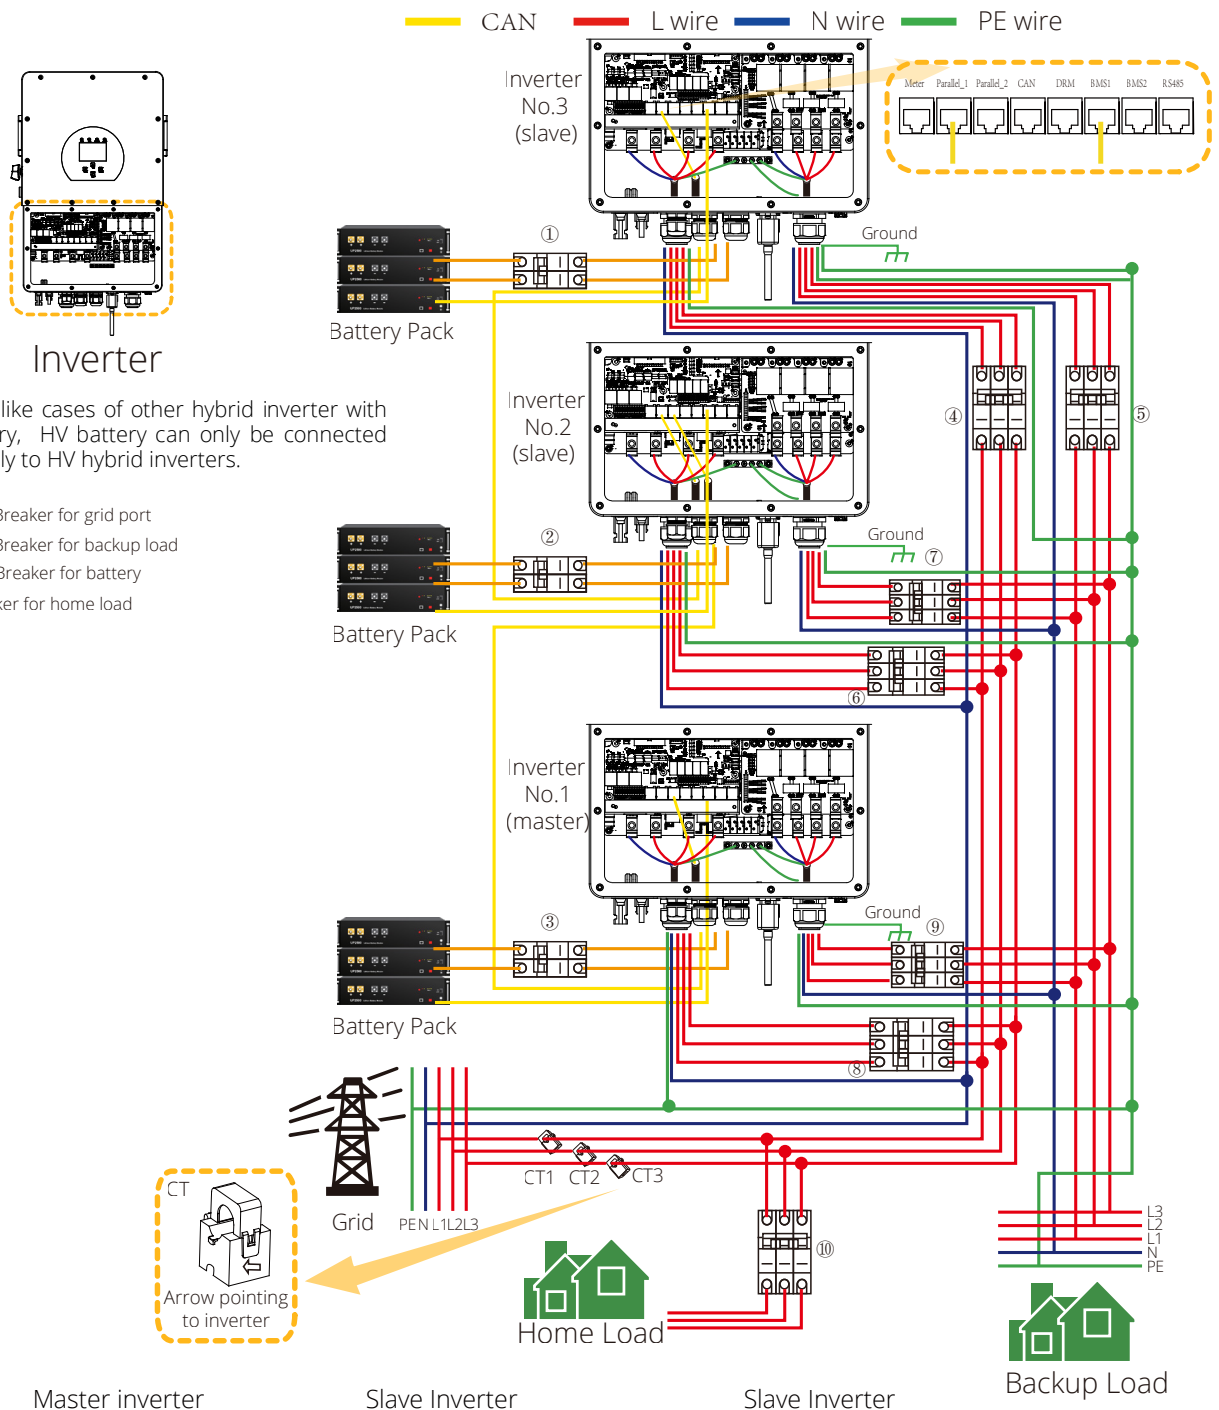 CAN L wire N wire PE wire
Inverter
No.3
(slave)
Meter Parallel_1 Parallel_2 CAN DRM BMS1 BMS2 RS485
①
Ground
Battery Pack
Inverter
like cases of other hybrid inverter with
ry, HV battery can only be connected
ly to HV hybrid inverters.
Breaker for grid port
Breaker for backup load
Breaker for battery
ker for home load
Inverter
No.2
(slave)
④
⑤
②
Ground
⑦
Battery Pack
⑥
Inverter
No.1
(master)
③
Ground
⑨
Battery Pack
⑧
CT1 CT2 CT3
CT
Grid
PE N L1 L2 L3
Arrow pointing
to inverter
⑩
Home Load
L3
L2
L1
N
PE
Backup Load
Master inverter Slave Inverter Slave Inverter